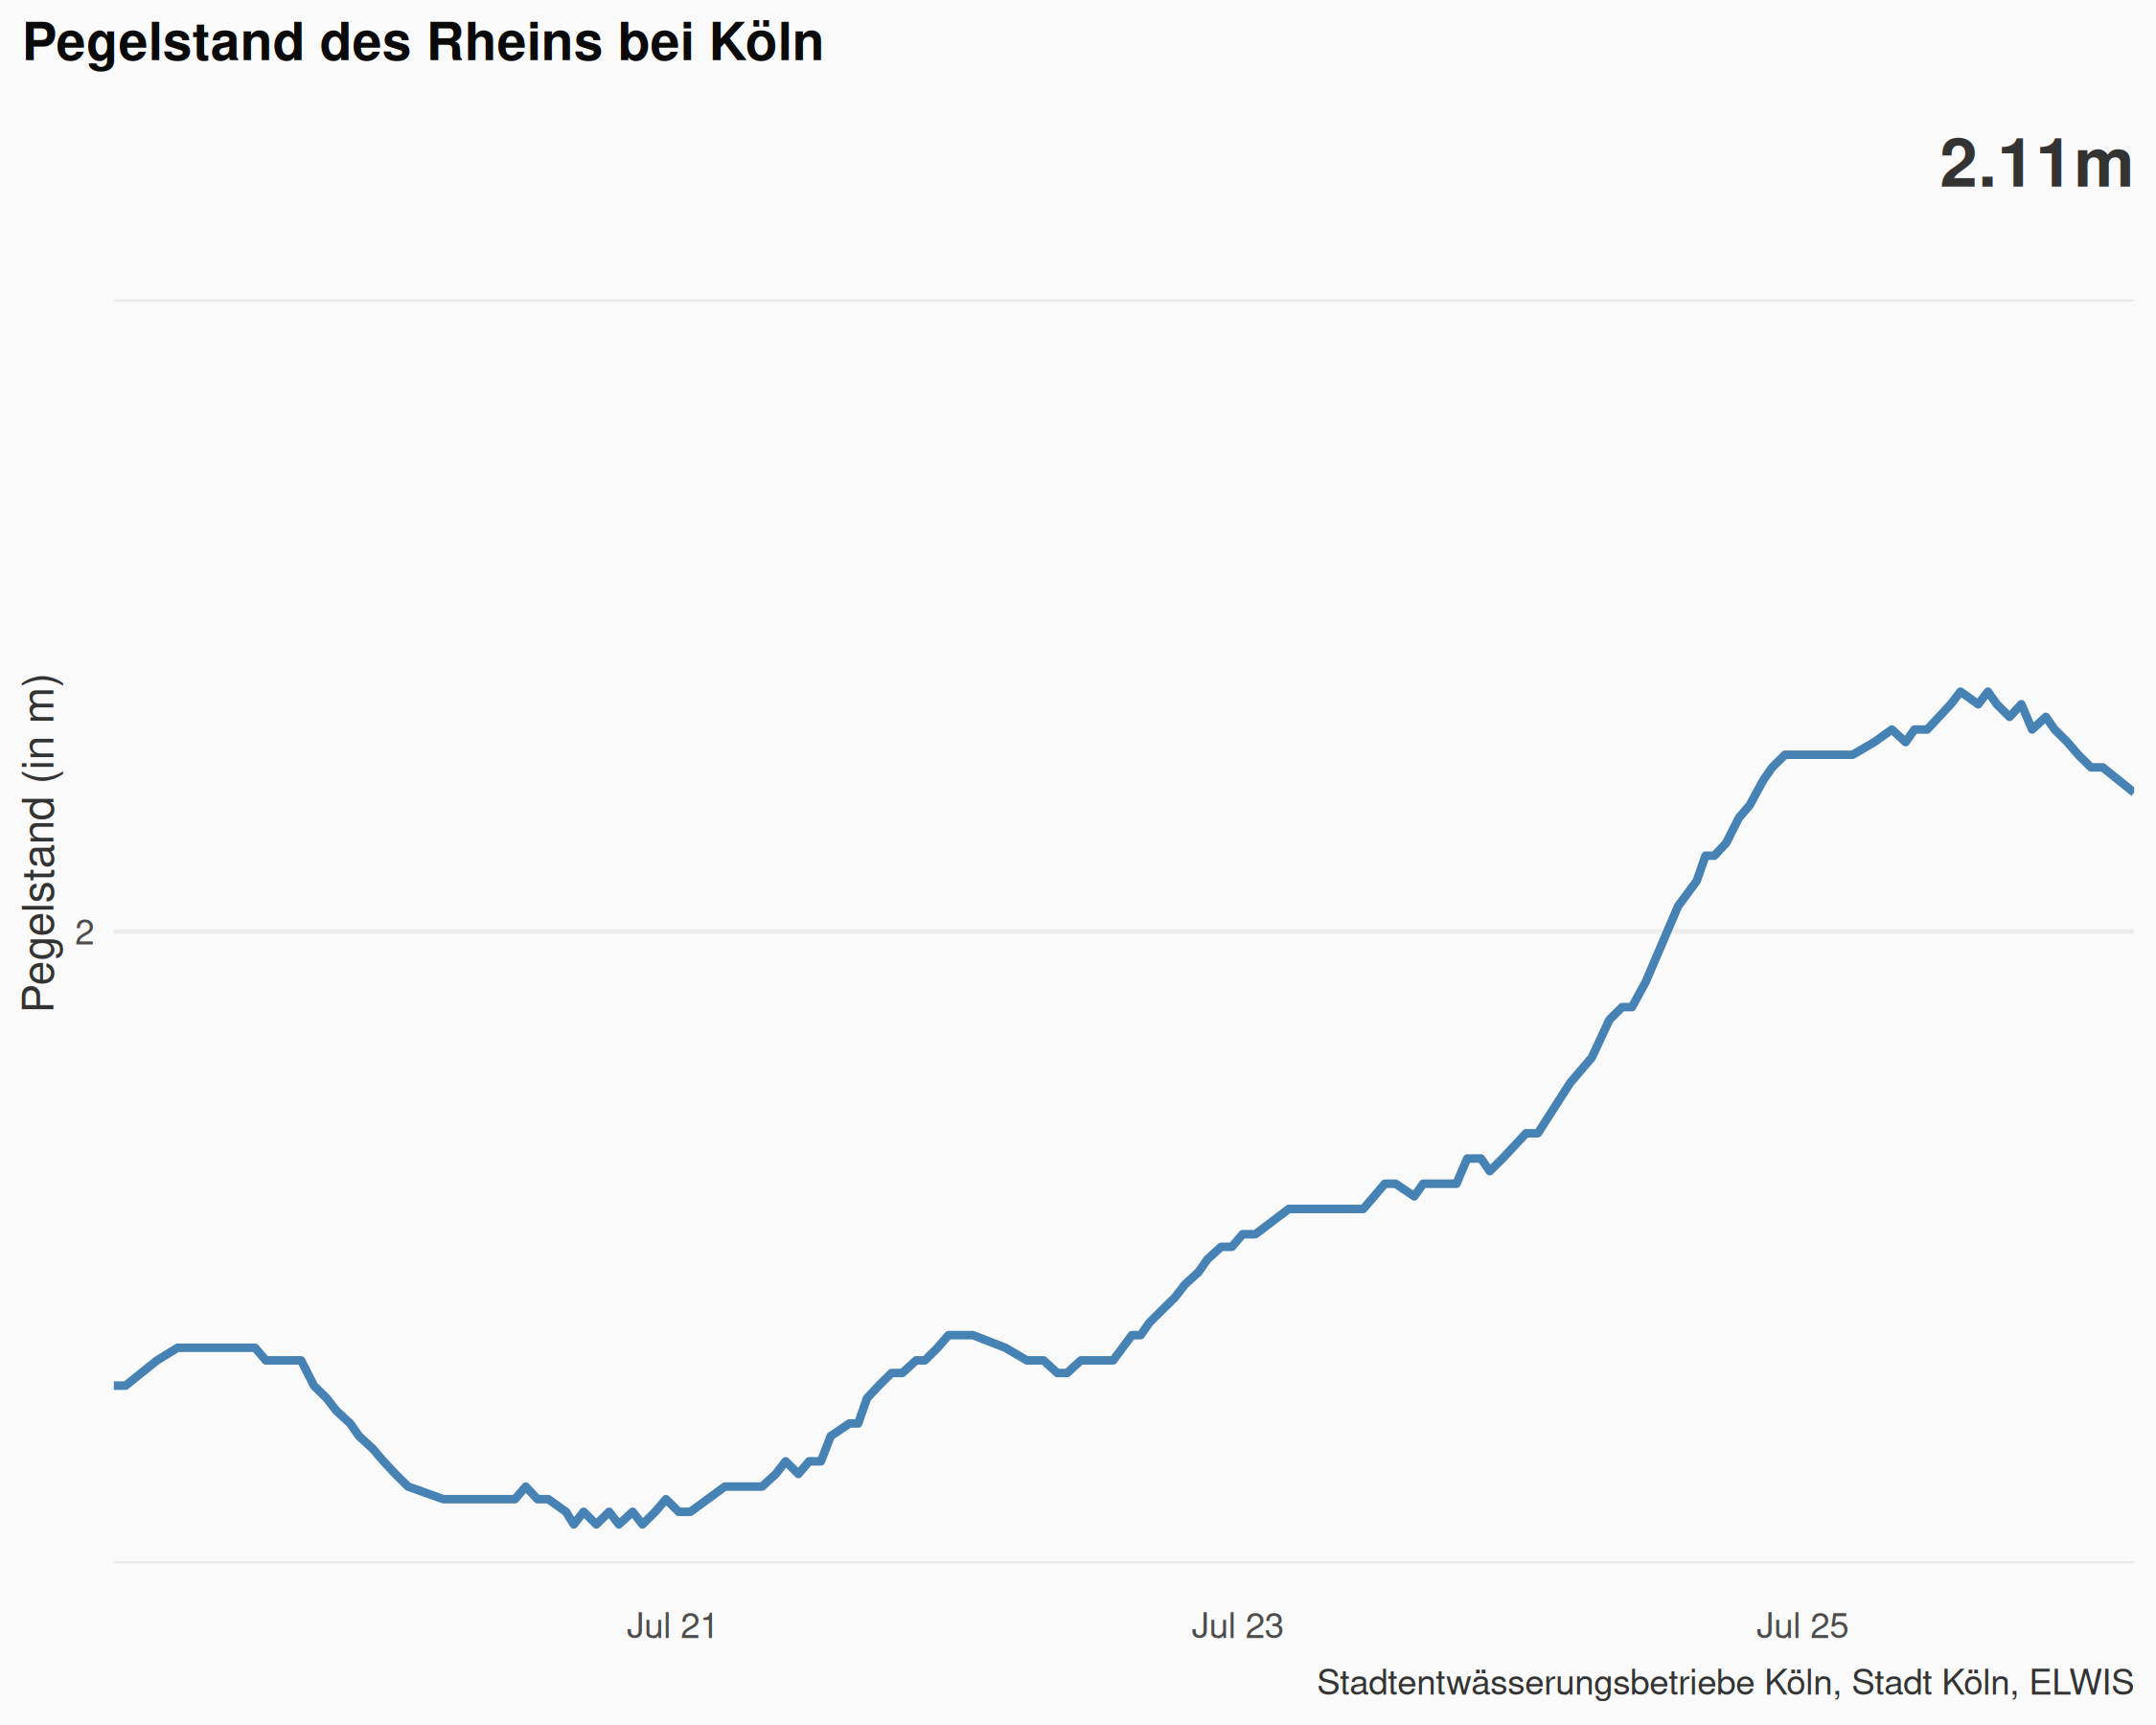 Pegelstand des Rheins bei Köln
2.11m
Pegelstand (in m)
2
Jul 21
Jul 23
Jul 25
Stadtentwässerungsbetriebe Köln, Stadt Köln, ELWIS